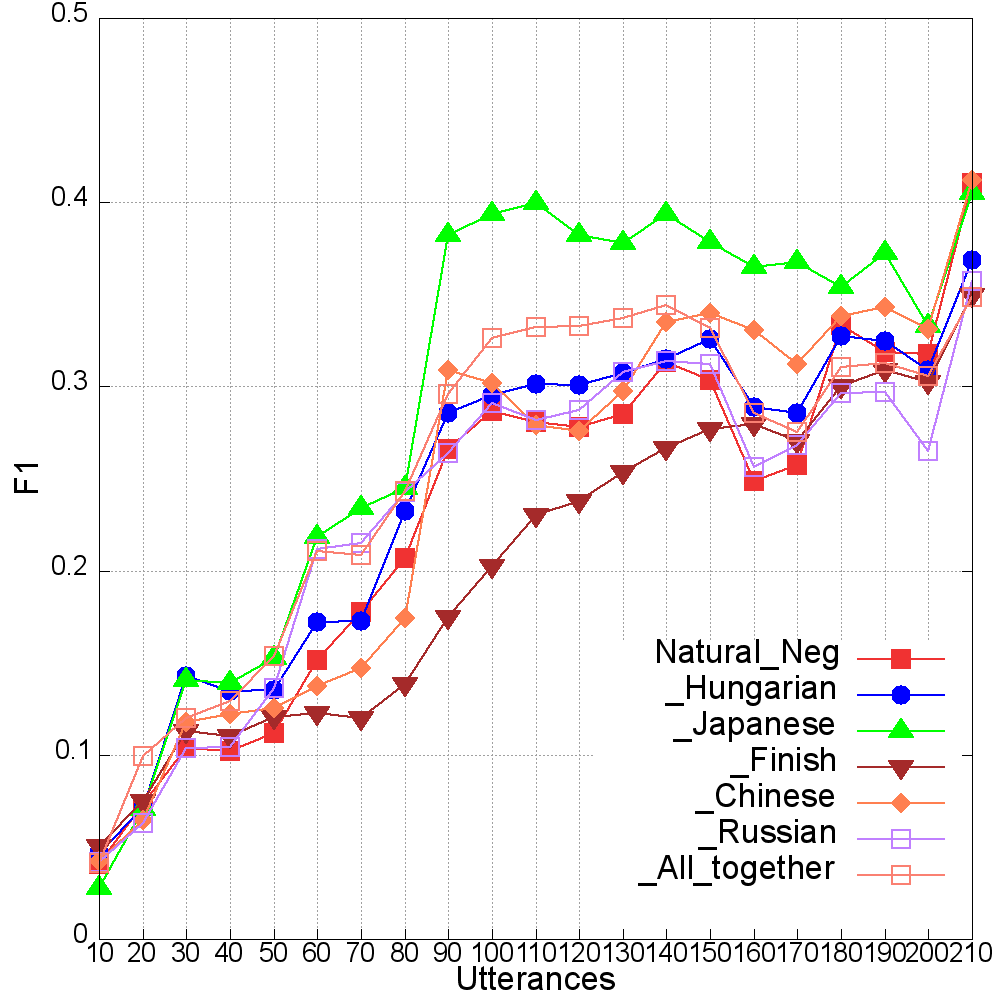 0.5
0.4
0.3
0.2
0.1
0
F1
10 20 30 40 50 60 70 80 90 100 110 120 130 140 150 160 170 180 190 200 210
Utterances
Natural_Neg
_Hungarian
_Japanese
_Finish
_Chinese
_Russian
_All_together